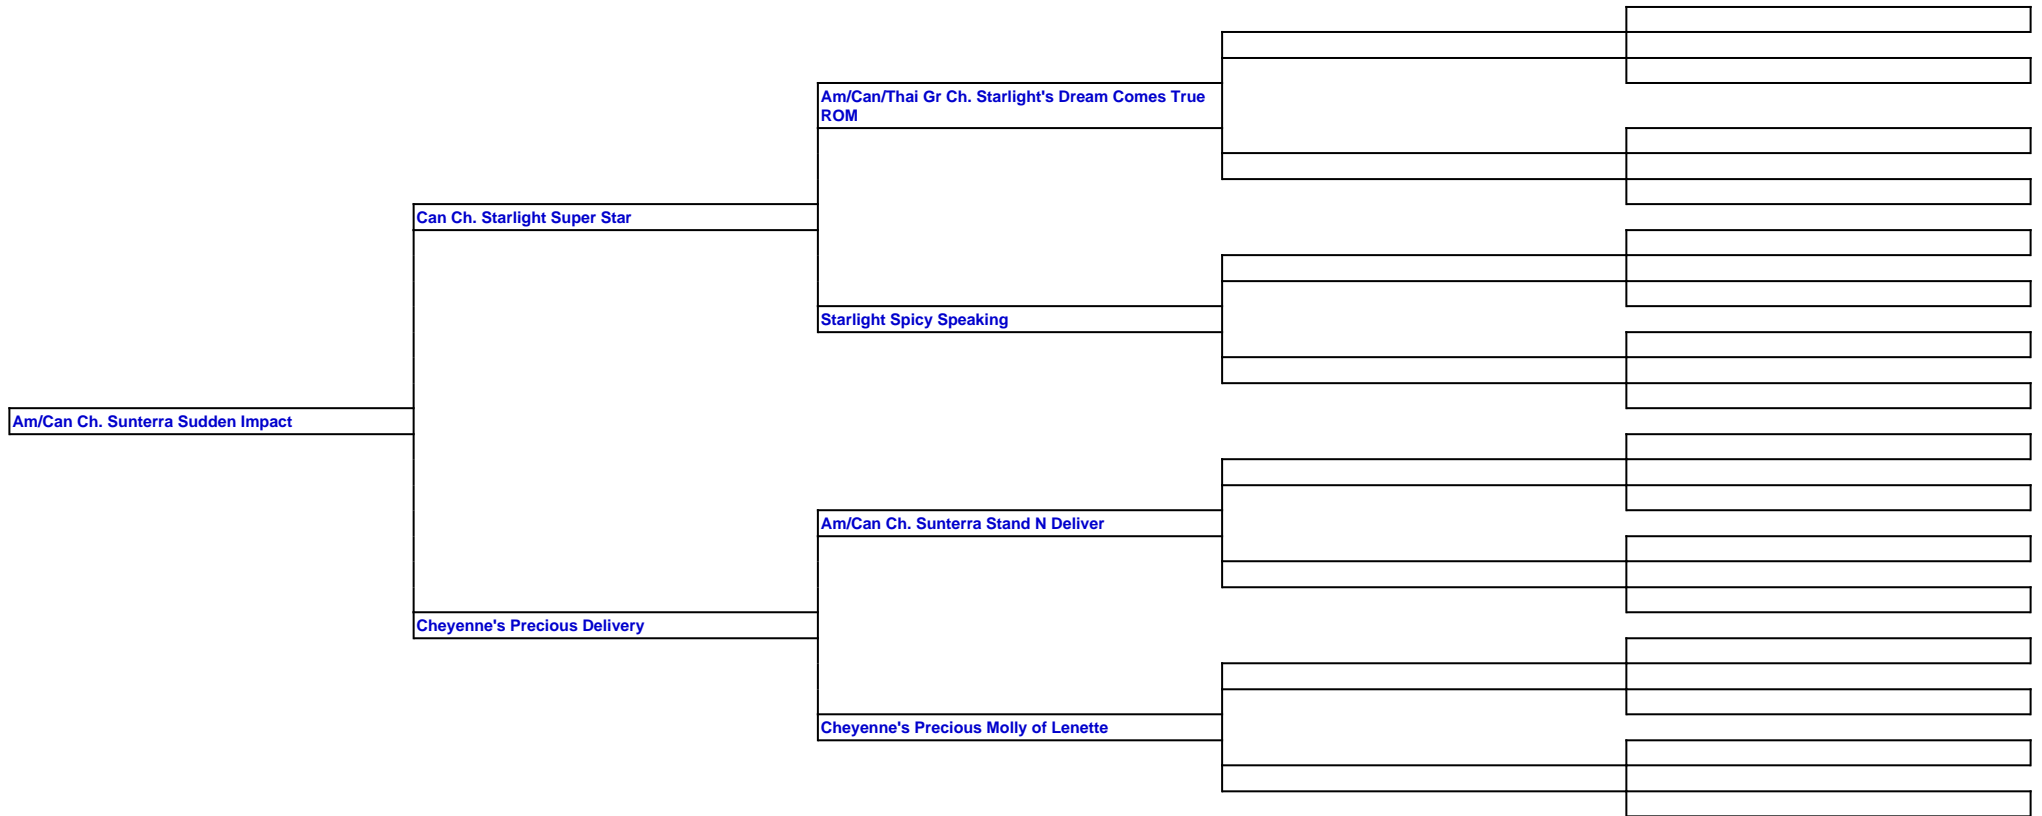 Am/Can/Thai Gr Ch. Starlight's Dream Comes True
ROM
Can Ch. Starlight Super Star
Starlight Spicy Speaking
Am/Can Ch. Sunterra Sudden Impact
Am/Can Ch. Sunterra Stand N Deliver
Cheyenne's Precious Delivery
Cheyenne's Precious Molly of Lenette